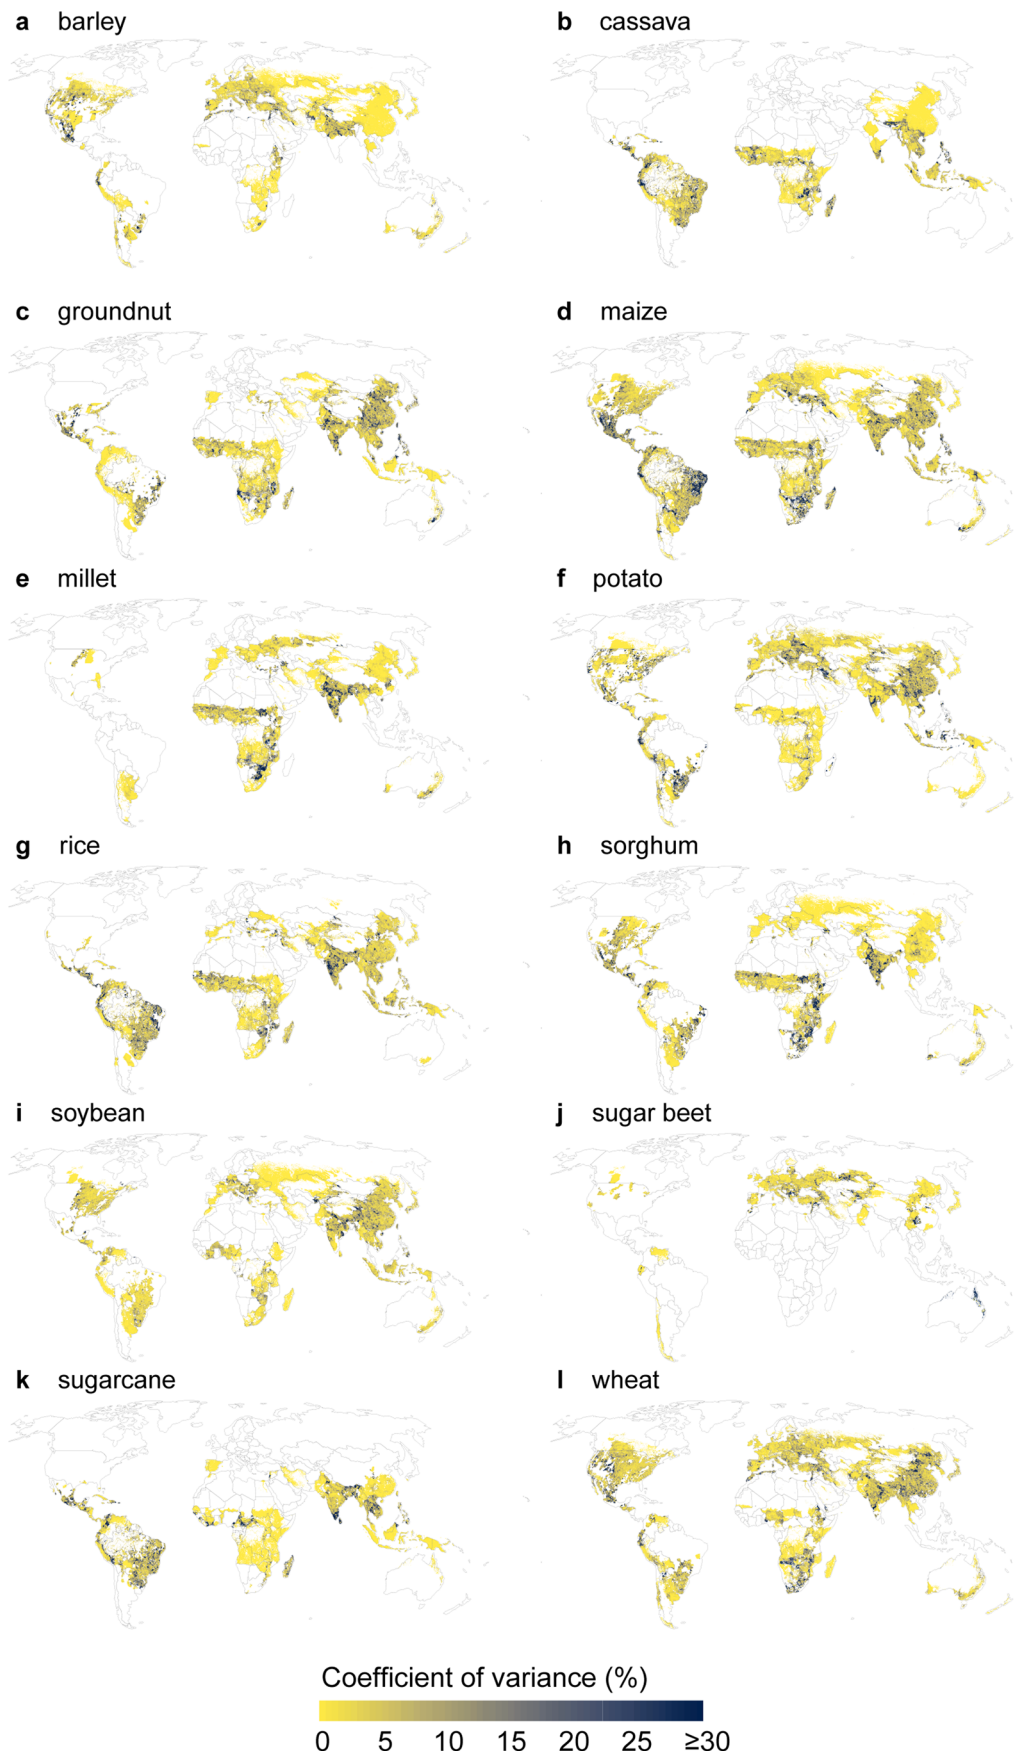 a barley
b cassava
c groundnut
d maize
e millet
f potato
g rice
h sorghum
i soybean
j sugar beet
k sugarcane
l wheat
Coefficient of variance (%)
0 5 10 15 20 25 ≥30